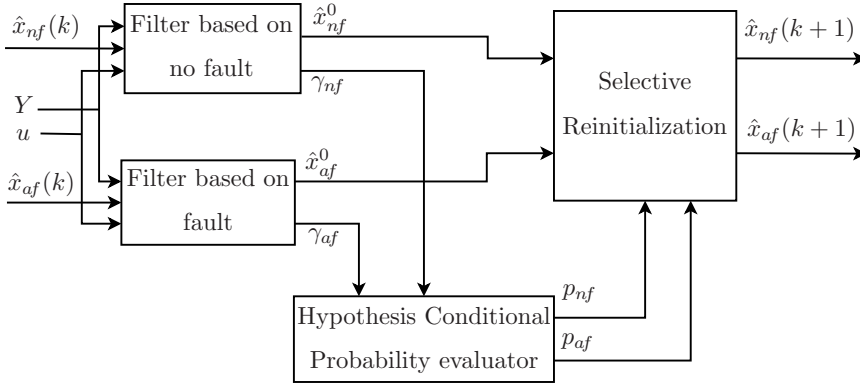 x̂_nf(k)
Filter based on
no fault
x̂⁰_nf
γ_nf
Y
u
x̂_af(k)
Filter based on
fault
x̂⁰_af
γ_af
Selective
Reinitialization
x̂_nf(k+1)
x̂_af(k+1)
Hypothesis Conditional
Probability evaluator
p_nf
p_af